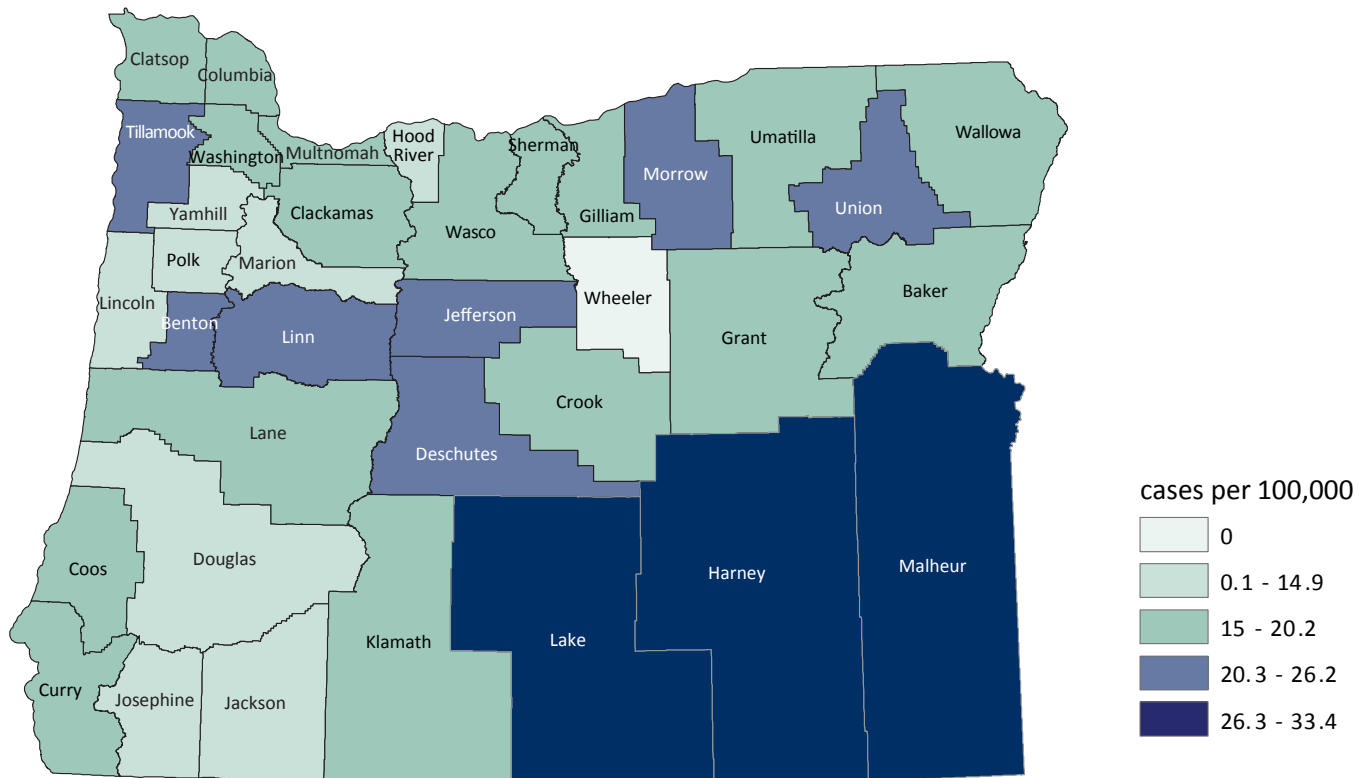 Clatsop
Columbia
Tillamook
Washington
Multnomah
Hood
River
Sherman
Umatilla
Wallowa
Morrow
Gilliam
Union
Yamhill
Clackamas
Wasco
Polk
Marion
Lincoln
Benton
Linn
Jefferson
Wheeler
Grant
Baker
Crook
Lane
Deschutes
Douglas
Coos
Klamath
Lake
Harney
Malheur
Curry
Josephine
Jackson
cases per 100,000
0
0.1 - 14.9
15 - 20.2
20.3 - 26.2
26.3 - 33.4